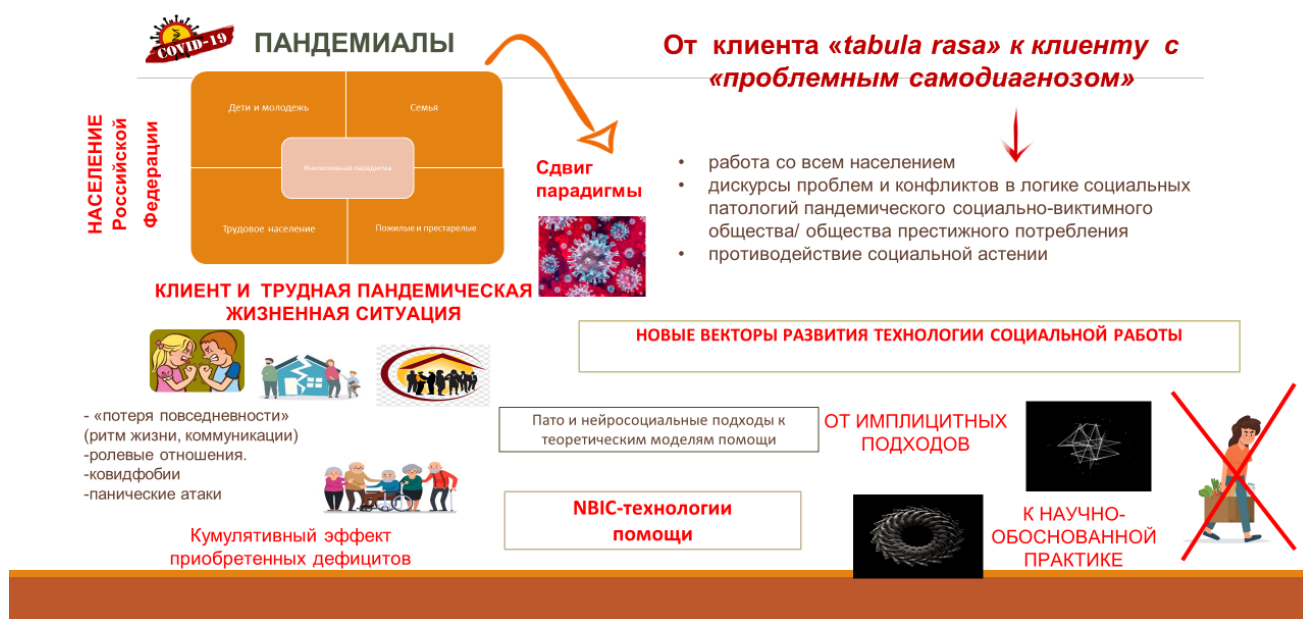 COVID-19
ПАНДЕМИАЛЫ
НАСЕЛЕНИЕ
Российской
Федерации
Дети и молодежь
Семья
Инклюзивная парадигма
Трудовое население
Пожилые и престарелые
Сдвиг
парадигмы
От клиента «tabula rasa» к клиенту с
«проблемным самодиагнозом»
• работа со всем населением
• дискурсы проблем и конфликтов в логике социальных
патологий пандемического социально-виктимного
общества/ общества престижного потребления
• противодействие социальной астении
КЛИЕНТ И ТРУДНАЯ ПАНДЕМИЧЕСКАЯ
ЖИЗНЕННАЯ СИТУАЦИЯ
- «потеря повседневности»
(ритм жизни, коммуникации)
-ролевые отношения.
-ковидфобии
-панические атаки
Кумулятивный эффект
приобретенных дефицитов
НОВЫЕ ВЕКТОРЫ РАЗВИТИЯ ТЕХНОЛОГИИ СОЦИАЛЬНОЙ РАБОТЫ
Пато и нейросоциальные подходы к
теоретическим моделям помощи
NBIC-технологии
помощи
ОТ ИМПЛИЦИТНЫХ
ПОДХОДОВ
К НАУЧНО-
ОБОСНОВАННОЙ
ПРАКТИКЕ